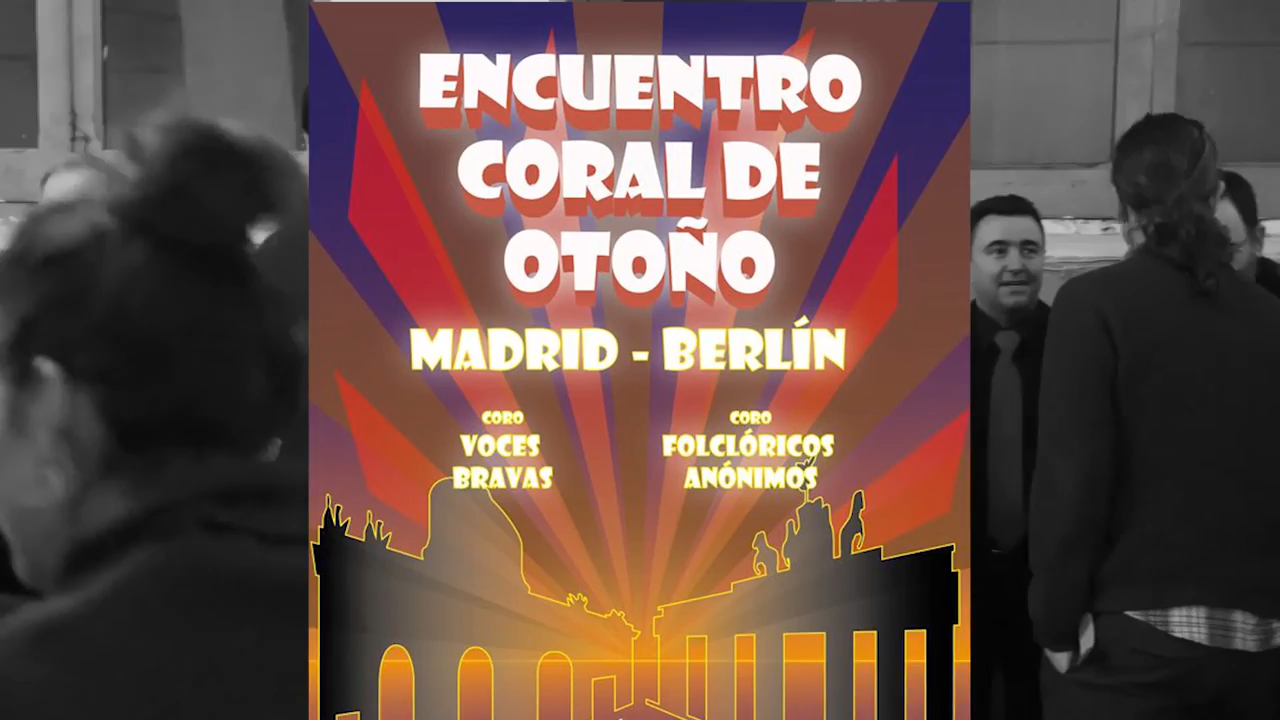 ENCUENTRO
CORAL DE
OTOÑO
MADRID - BERLÍN
CORO
VOCES
BRAVAS
CORO
FOLCLÓRICOS
ANÓNIMOS